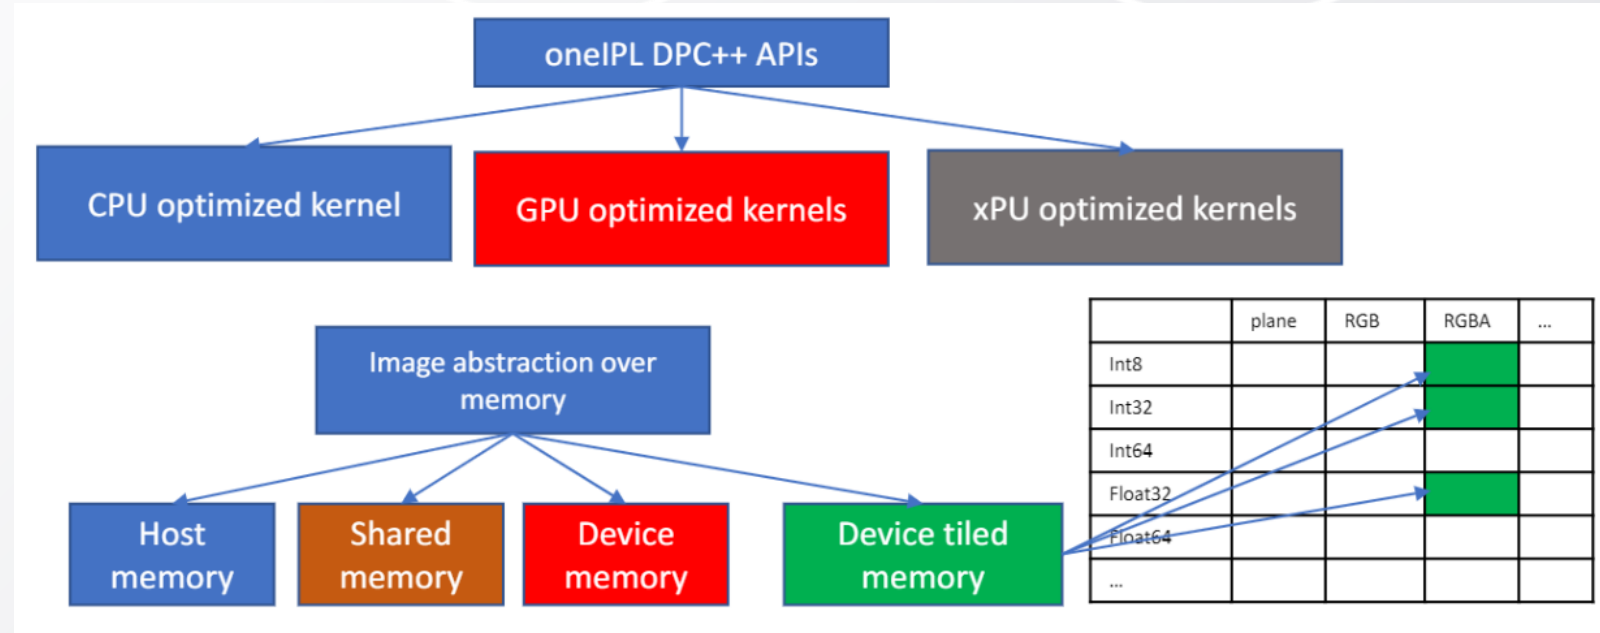 oneIPL DPC++ APIs
CPU optimized kernel
GPU optimized kernels
xPU optimized kernels
Image abstraction over
memory
Host
memory
Shared
memory
Device
memory
Device tiled
memory
plane RGB RGBA ...
Int8
Int32
Int64
Float32
Float64
...